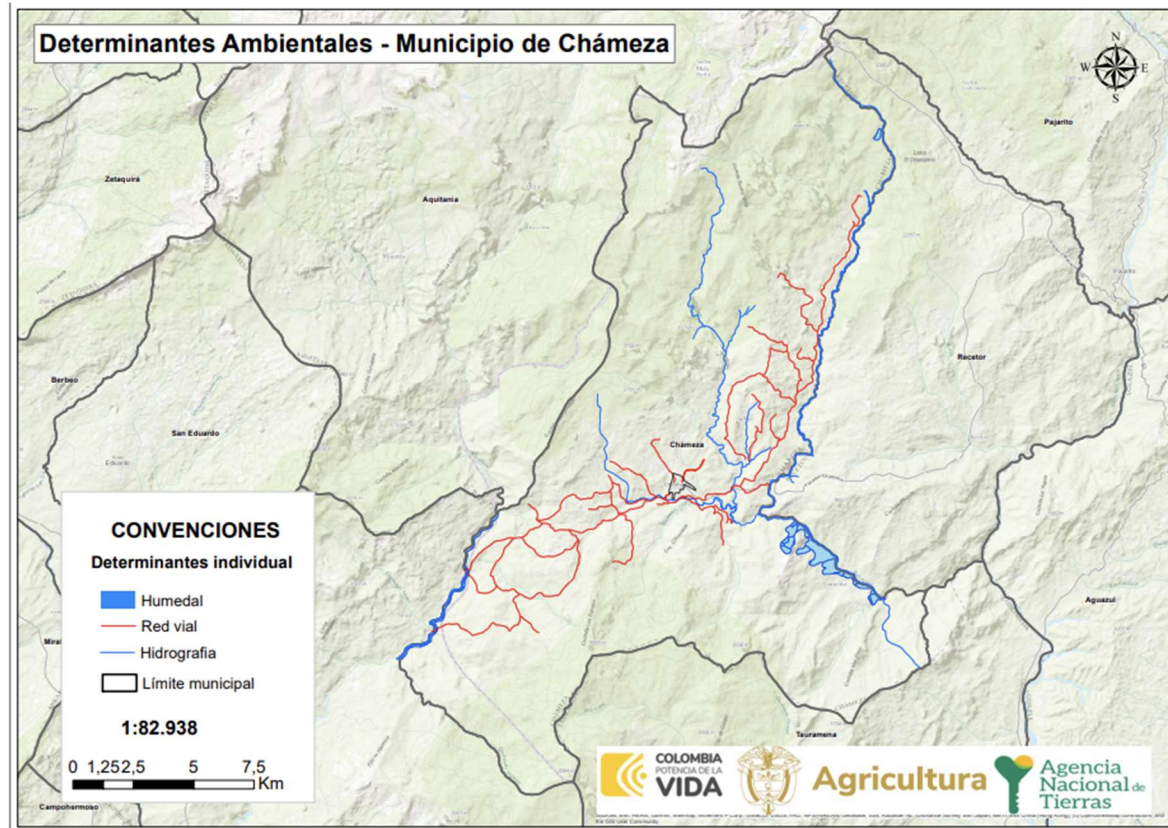 Determinantes Ambientales - Municipio de Chámeza
N
W E
S
Pajarito
Zetaquirá
Aquitania
Recetor
Berbeo
San Eduardo
Chámeza
Aguazul
Tauramena
Campohermoso
CONVENCIONES
Determinantes individual
Humedal
Red vial
Hidrografia
Límite municipal
1:82.938
0 1,25 2,5 5 7,5
Km
COLOMBIA
POTENCIA DE LA
VIDA
Agricultura
Agencia
Nacional de
Tierras